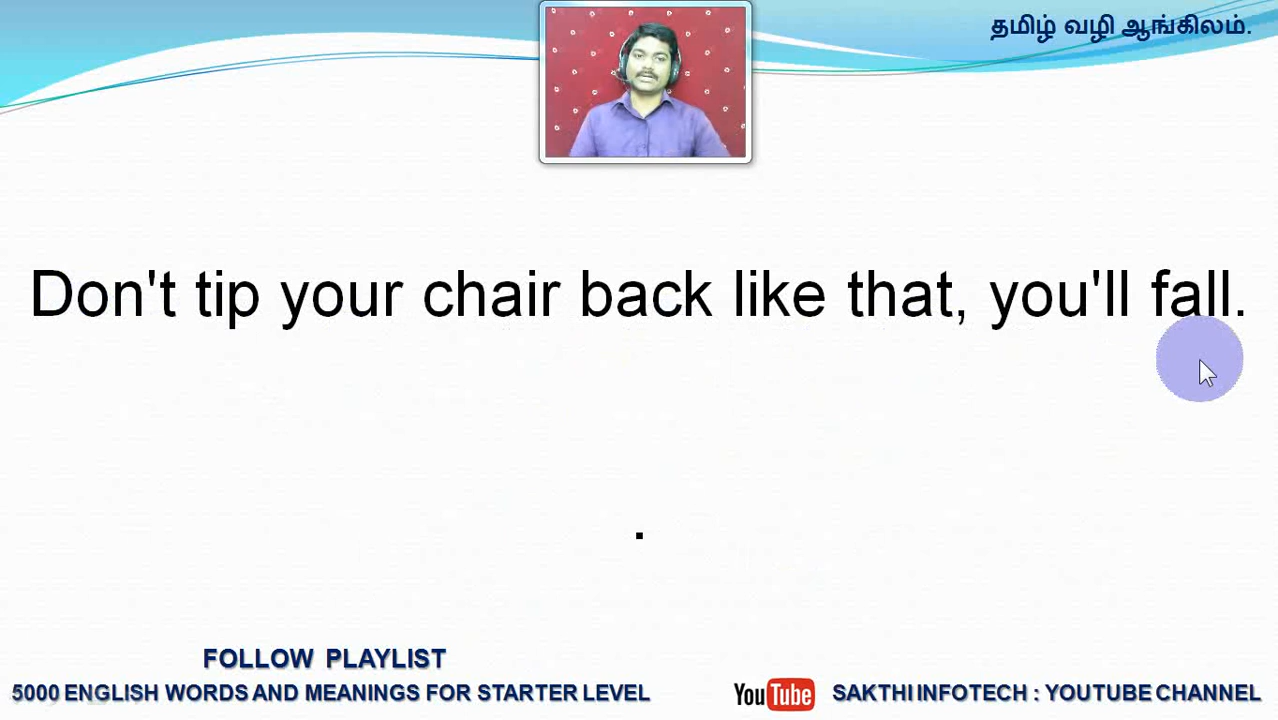 தமிழ் வழி ஆங்கிலம்.
Don't tip your chair back like that, you'll fall.
.
FOLLOW PLAYLIST
5000 ENGLISH WORDS AND MEANINGS FOR STARTER LEVEL
YouTube SAKTHI INFOTECH : YOUTUBE CHANNEL